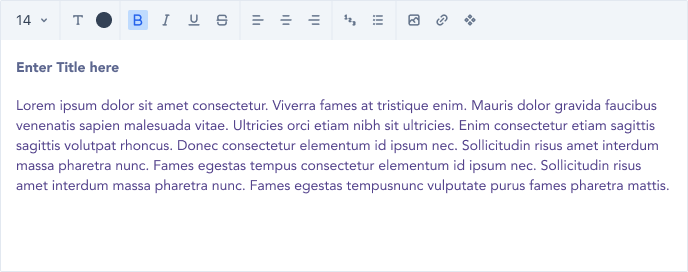 14 T B I U S
Enter Title here
Lorem ipsum dolor sit amet consectetur. Viverra fames at tristique enim. Mauris dolor gravida faucibus
venenatis sapien malesuada vitae. Ultricies orci etiam nibh sit ultricies. Enim consectetur etiam sagittis
sagittis volutpat rhoncus. Donec consectetur elementum id ipsum nec. Sollicitudin risus amet interdum
massa pharetra nunc. Fames egestas tempus consectetur elementum id ipsum nec. Sollicitudin risus
amet interdum massa pharetra nunc. Fames egestas tempusnunc vulputate purus fames pharetra mattis.